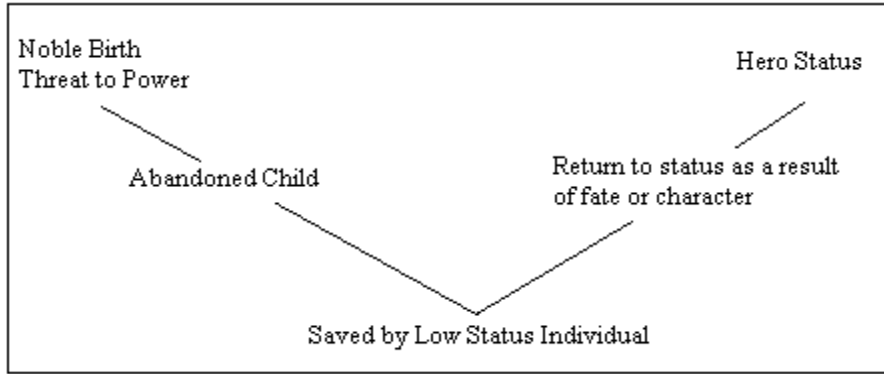 Noble Birth
Threat to Power
Hero Status
Abandoned Child
Return to status as a result
of fate or character
Saved by Low Status Individual